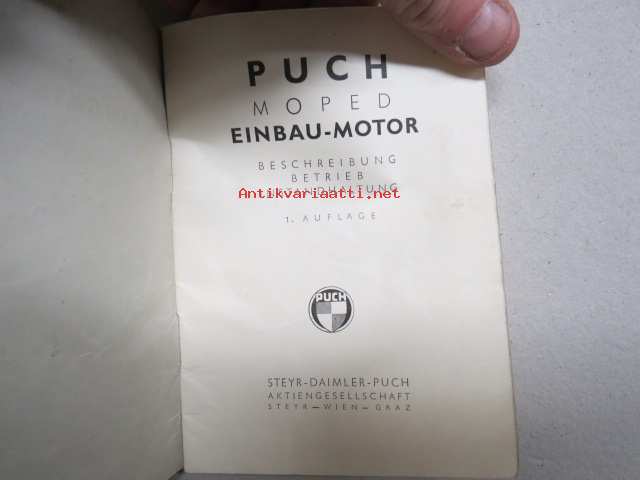 PUCH
MOPED
EINBAU-MOTOR
BESCHREIBUNG
BETRIEB
Antikvariaatti.net
1. AUFLAGE
PUCH
STEYR-DAIMLER-PUCH
AKTIENGESELLSCHAFT
STEYR—WIEN—GRAZ